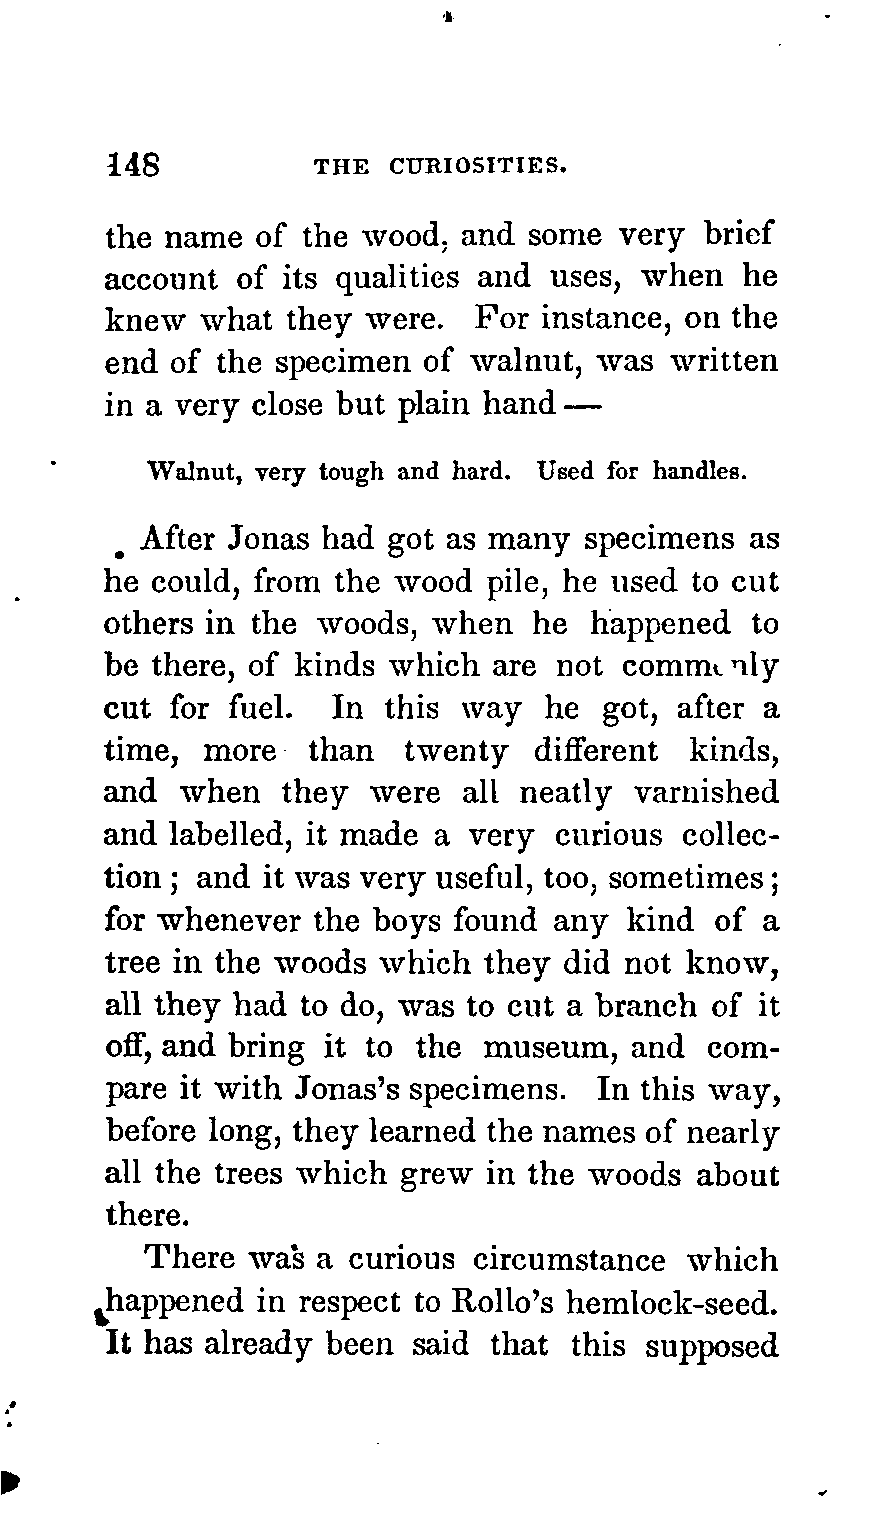 148 THE CURIOSITIES.
the name of the wood, and some very brief
account of its qualities and uses, when he
knew what they were. For instance, on the
end of the specimen of walnut, was written
in a very close but plain hand —
Walnut, very tough and hard. Used for handles.
After Jonas had got as many specimens as
he could, from the wood pile, he used to cut
others in the woods, when he happened to
be there, of kinds which are not commonly
cut for fuel. In this way he got, after a
time, more than twenty different kinds,
and when they were all neatly varnished
and labelled, it made a very curious collec-
tion ; and it was very useful, too, sometimes ;
for whenever the boys found any kind of a
tree in the woods which they did not know,
all they had to do, was to cut a branch of it
off, and bring it to the museum, and com-
pare it with Jonas's specimens. In this way,
before long, they learned the names of nearly
all the trees which grew in the woods about
there.
There was a curious circumstance which
happened in respect to Rollo's hemlock-seed.
It has already been said that this supposed